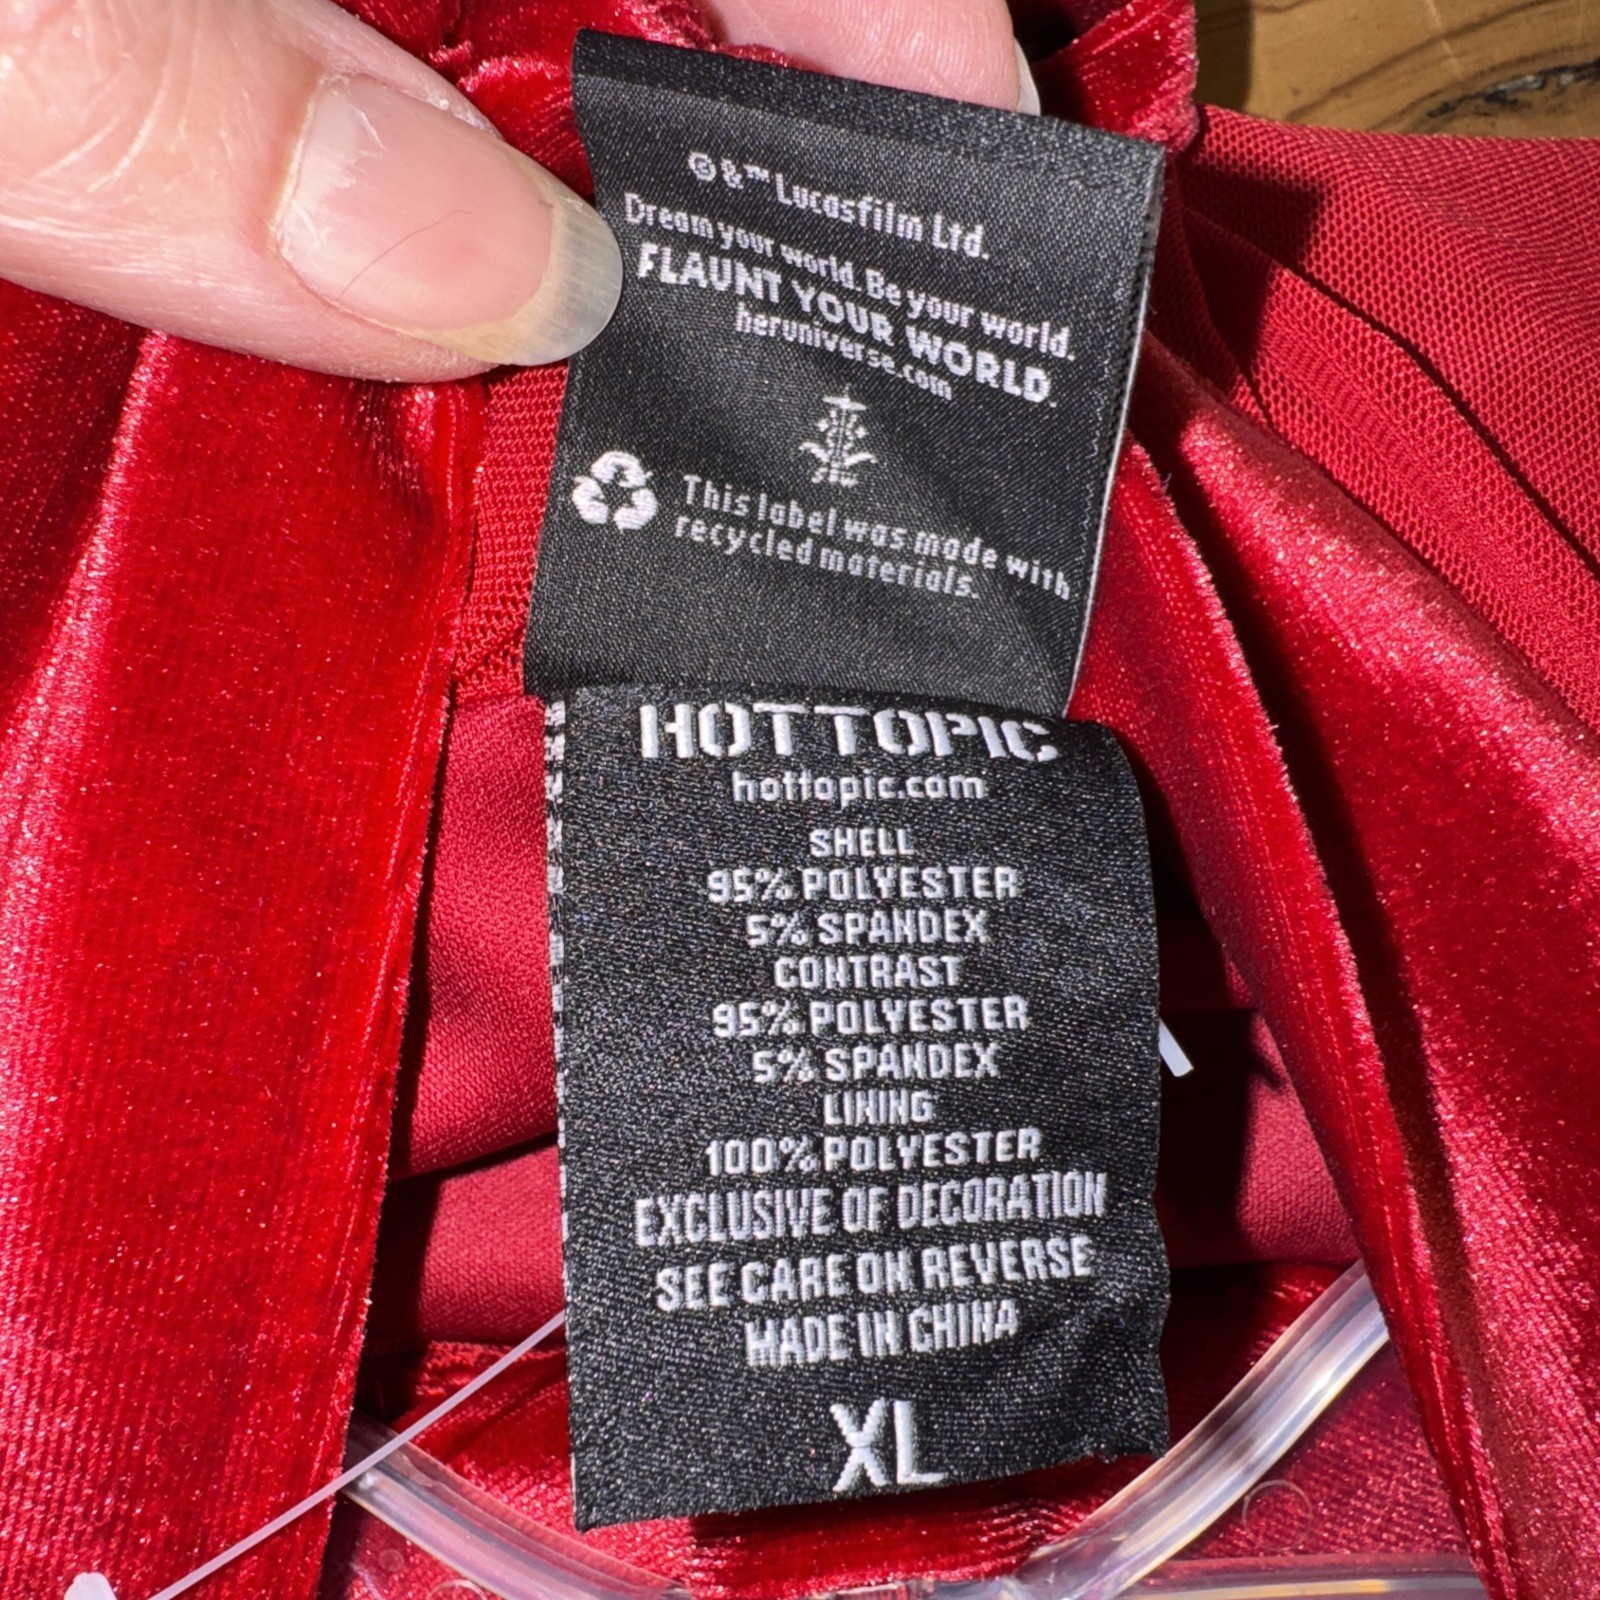 ©&™ Lucasfilm Ltd.
Dream your world. Be your world.
FLAUNT YOUR WORLD™
heruniverse.com
This label was made with
recycled materials.
HOT TOPIC
hottopic.com
SHELL
95% POLYESTER
5% SPANDEX
CONTRAST
95% POLYESTER
5% SPANDEX
LINING
100% POLYESTER
EXCLUSIVE OF DECORATION
SEE CARE ON REVERSE
MADE IN CHINA
XL